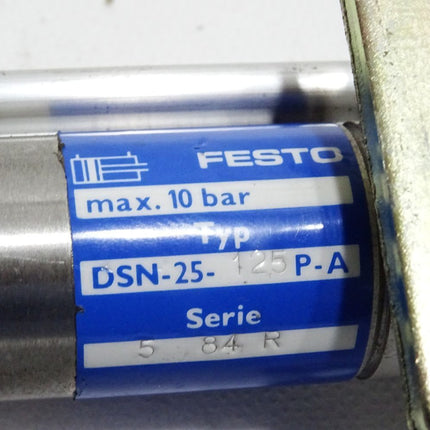 FESTO
max. 10 bar
Typ
DSN-25- 125 P-A
Serie
5 84 R